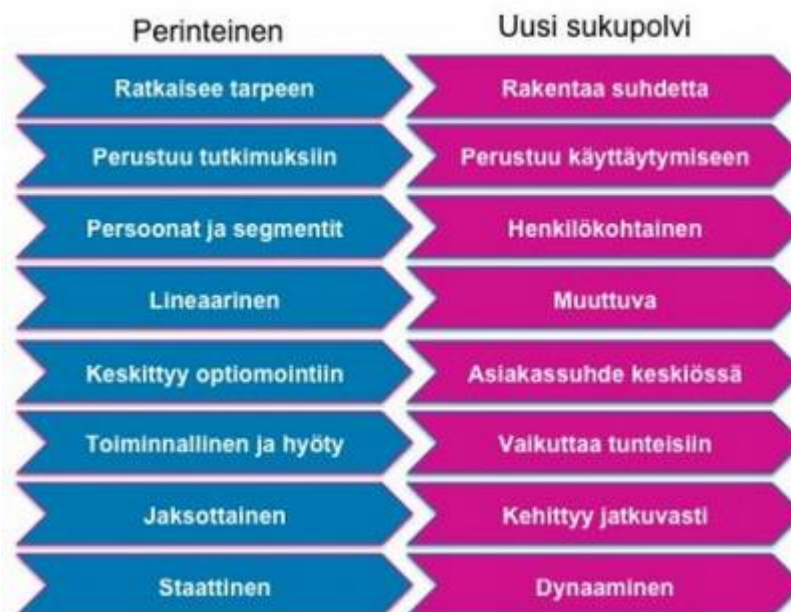 Perinteinen
Uusi sukupolvi
Ratkaisee tarpeen
Rakentaa suhdetta
Perustuu tutkimuksiin
Perustuu käyttäytymiseen
Persoonat ja segmentit
Henkilökohtainen
Lineaarinen
Muuttuva
Keskittyy optiomointiin
Asiakassuhde keskiössä
Toiminnallinen ja hyöty
Vaikuttaa tunteisiin
Jaksottainen
Kehittyy jatkuvasti
Staattinen
Dynaaminen